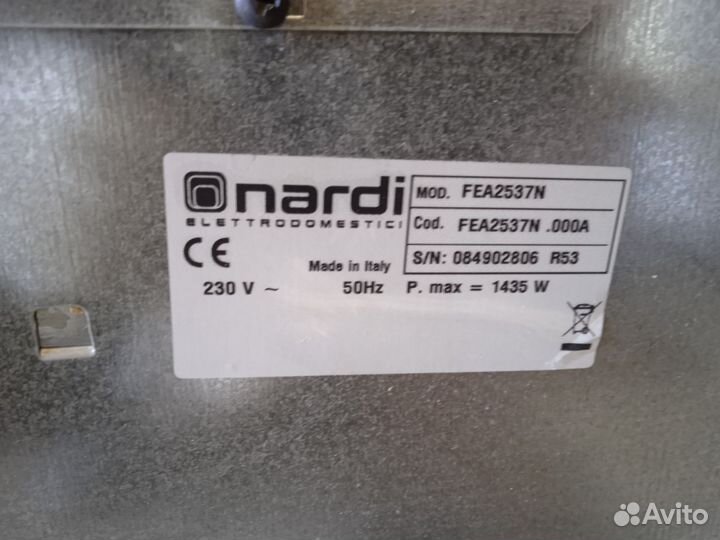 nardi
ELETTRODOMESTICI
MOD. FEA2537N
Cod. FEA2537N .000A
S/N: 084902806 R53
CE
Made in Italy
230 V ~ 50Hz P. max = 1435 W
Avito